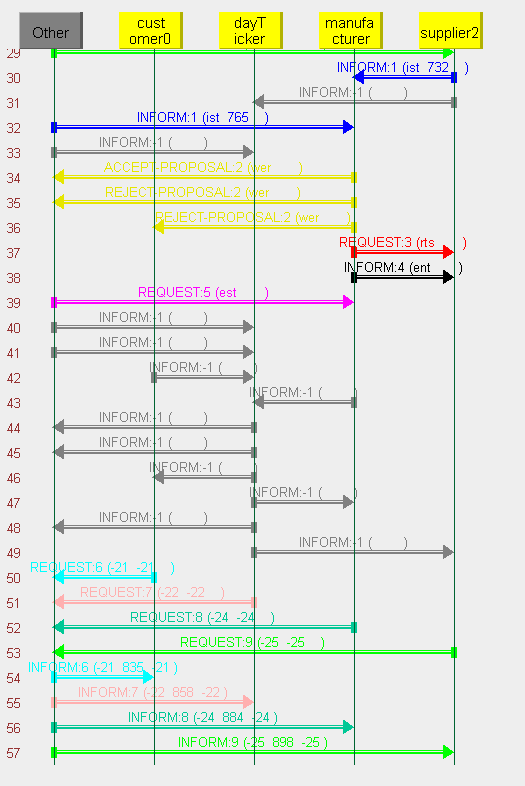 Other
cust
omer0
dayT
icker
manufa
cturer
supplier2
29
30 INFORM:1 (ist 732 )
31 INFORM:-1 ( )
32 INFORM:1 (ist 765 )
33 INFORM:-1 ( )
34 ACCEPT-PROPOSAL:2 (wer )
35 REJECT-PROPOSAL:2 (wer )
36 REJECT-PROPOSAL:2 (wer )
37 REQUEST:3 (rts )
38 INFORM:4 (ent )
39 REQUEST:5 (est )
40 INFORM:-1 ( )
41 INFORM:-1 ( )
42 INFORM:-1 ( )
43 INFORM:-1 ( )
44 INFORM:-1 ( )
45 INFORM:-1 ( )
46 INFORM:-1 ( )
47 INFORM:-1 ( )
48 INFORM:-1 ( )
49 INFORM:-1 ( )
50 REQUEST:6 (-21 -21 )
51 REQUEST:7 (-22 -22 )
52 REQUEST:8 (-24 -24 )
53 REQUEST:9 (-25 -25 )
54 INFORM:6 (-21 835 -21 )
55 INFORM:7 (-22 858 -22 )
56 INFORM:8 (-24 884 -24 )
57 INFORM:9 (-25 898 -25 )